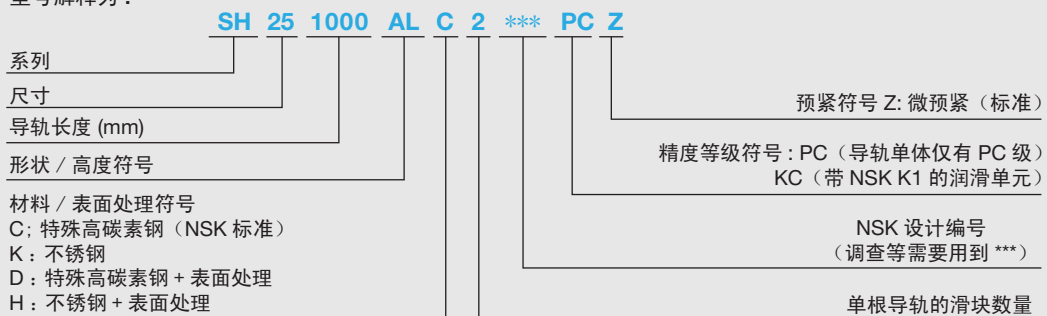 SH 25 1000 AL C 2 *** PC Z
系列
尺寸
导轨长度 (mm)
形状 / 高度符号
材料 / 表面处理符号
C; 特殊高碳素钢（NSK 标准）
K：不锈钢
D：特殊高碳素钢 + 表面处理
H：不锈钢 + 表面处理
预紧符号 Z: 微预紧（标准）
精度等级符号 : PC（导轨单体仅有 PC 级）
KC（带 NSK K1 的润滑单元）
NSK 设计编号
（调查等需要用到 ***）
单根导轨的滑块数量